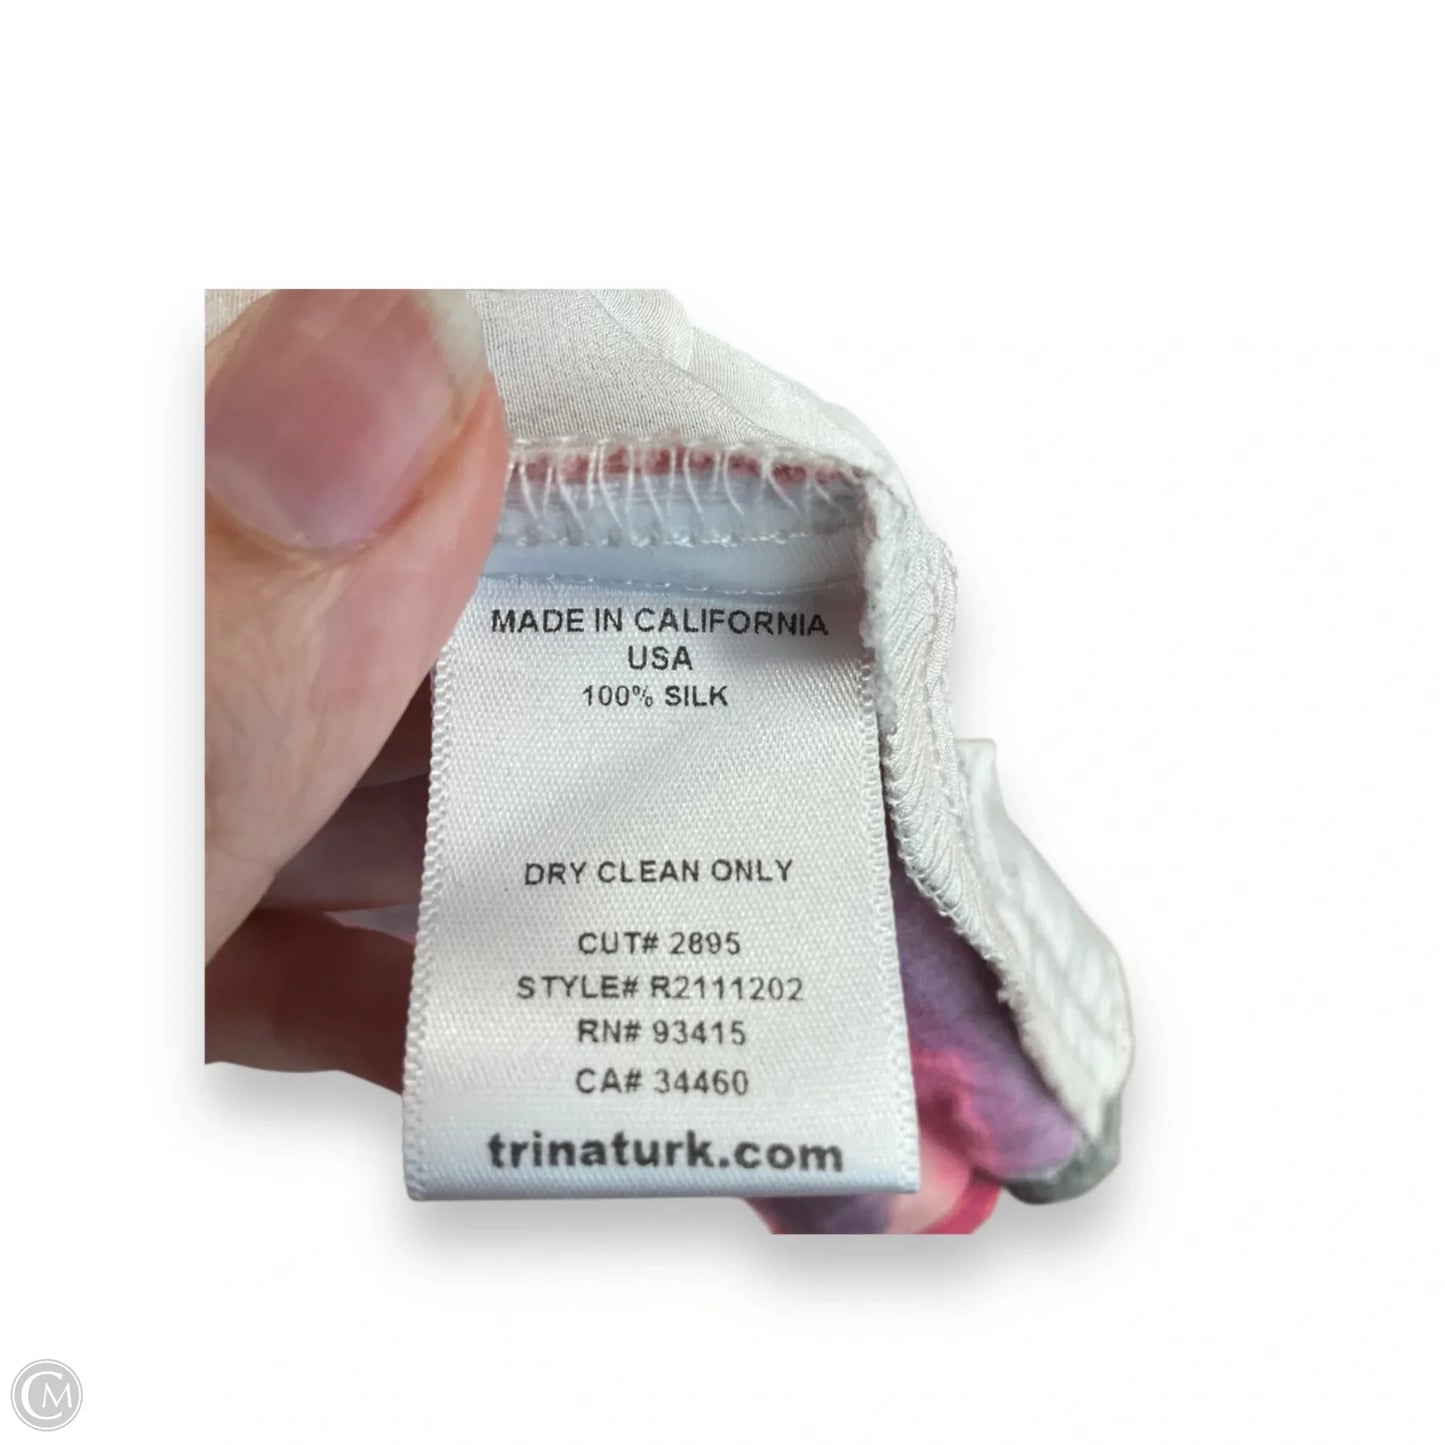 MADE IN CALIFORNIA
USA
100% SILK
DRY CLEAN ONLY
CUT# 2895
STYLE# R2111202
RN# 93415
CA# 34460
trinaturk.com
CM